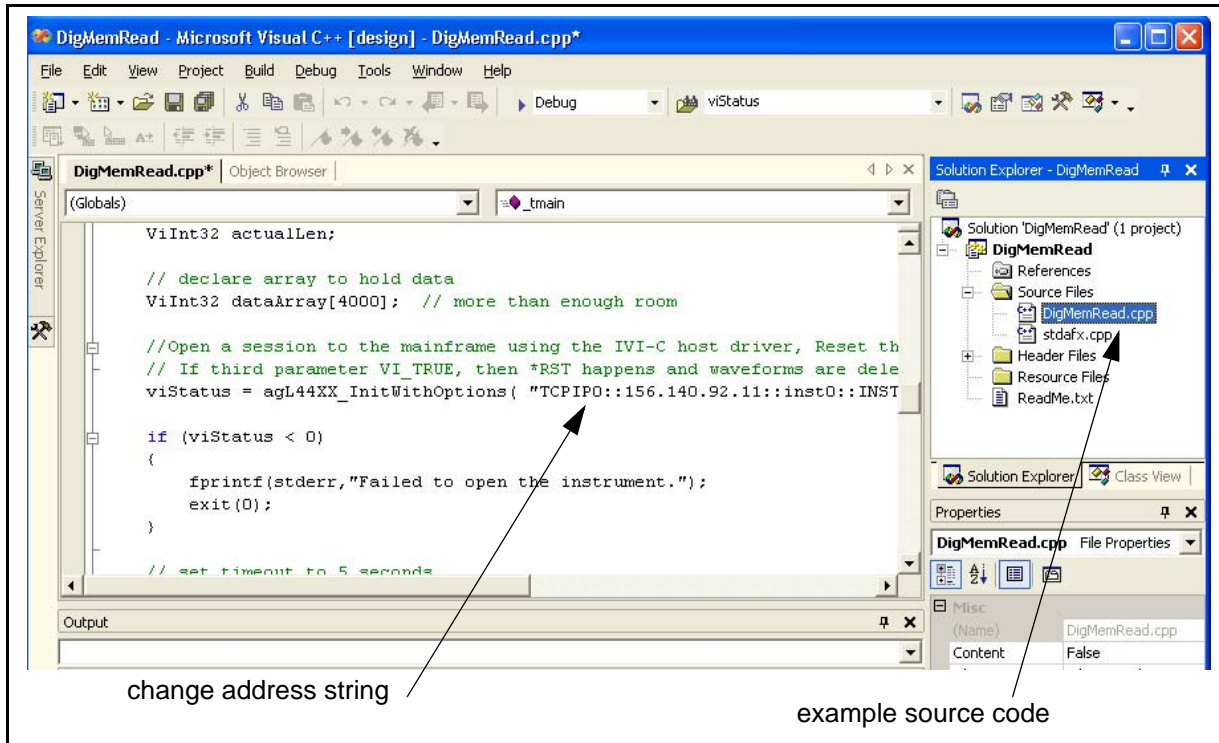 DigMemRead - Microsoft Visual C++ [design] - DigMemRead.cpp*
File Edit View Project Build Debug Tools Window Help
Debug viStatus
DigMemRead.cpp* Object Browser
(Globals) _tmain
Server Explorer
ViInt32 actualLen;
// declare array to hold data
ViInt32 dataArray[4000]; // more than enough room
//Open a session to the mainframe using the IVI-C host driver, Reset th
// If third parameter VI_TRUE, then *RST happens and waveforms are dele
viStatus = agL44XX_InitWithOptions( "TCPIP0::156.140.92.11::inst0::INST
if (viStatus < 0)
{
fprintf(stderr,"Failed to open the instrument.");
exit(0);
}
// set timeout to 5 seconds
Output
Solution Explorer - DigMemRead
Solution 'DigMemRead' (1 project)
DigMemRead
References
Source Files
DigMemRead.cpp
stdafx.cpp
Header Files
Resource Files
ReadMe.txt
Solution Explorer Class View
Properties
DigMemRead.cpp File Properties
Misc
(Name) DigMemRead.cpp
Content False
change address string
example source code